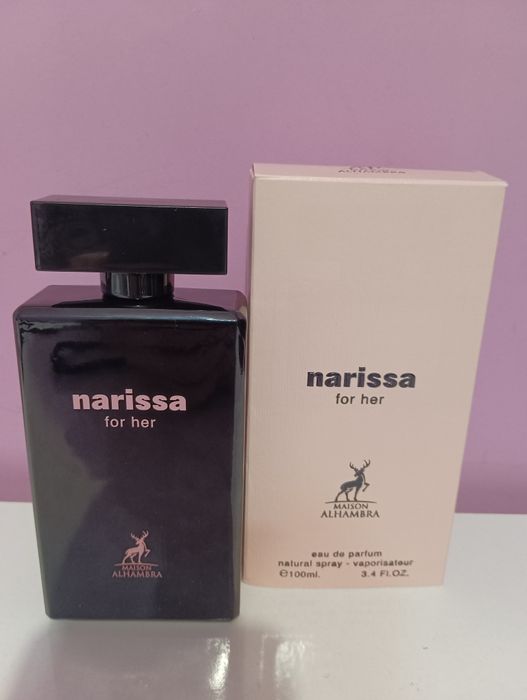 narissa
for her
MAISON
ALHAMBRA
ALHAMBRA
narissa
for her
MAISON
ALHAMBRA
eau de parfum
natural spray - vaporisateur
℮100ml. 3.4 Fl.OZ.